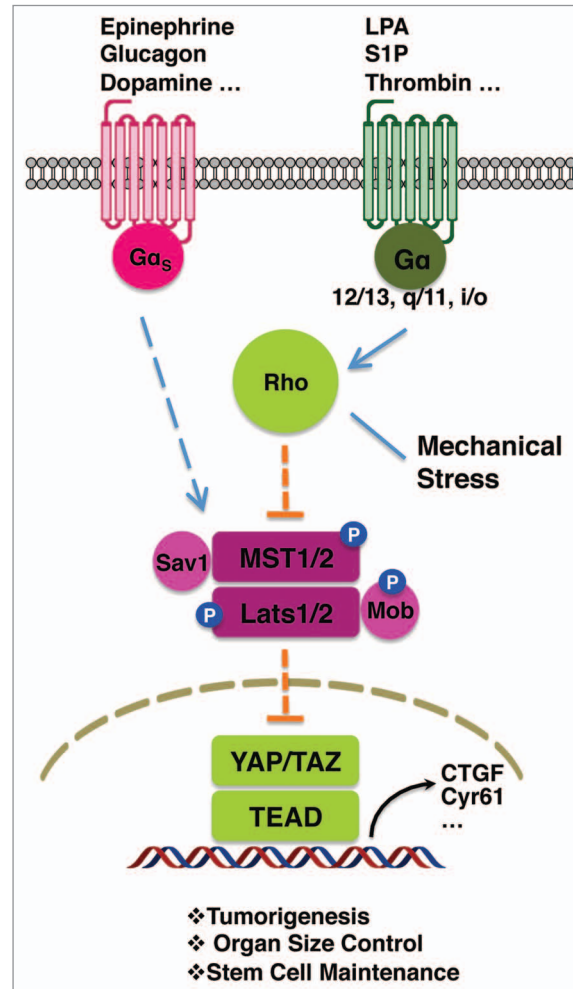 Epinephrine
Glucagon
Dopamine ...
LPA
S1P
Thrombin ...
Gαs
Gα
12/13, q/11, i/o
Rho
Mechanical
Stress
Sav1
MST1/2
P
P
Lats1/2
P
Mob
YAP/TAZ
TEAD
CTGF
Cyr61
...
❖Tumorigenesis
❖ Organ Size Control
❖Stem Cell Maintenance